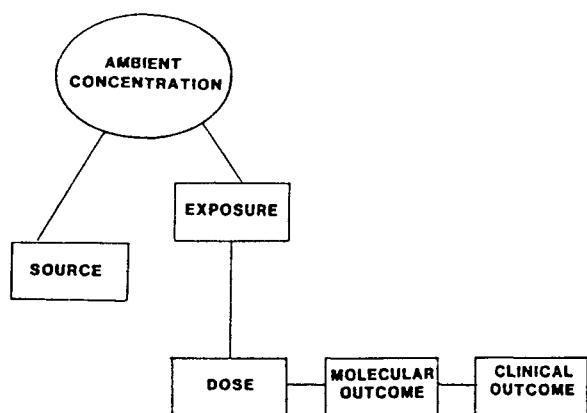 AMBIENT
CONCENTRATION
EXPOSURE
SOURCE
DOSE
MOLECULAR
OUTCOME
CLINICAL
OUTCOME